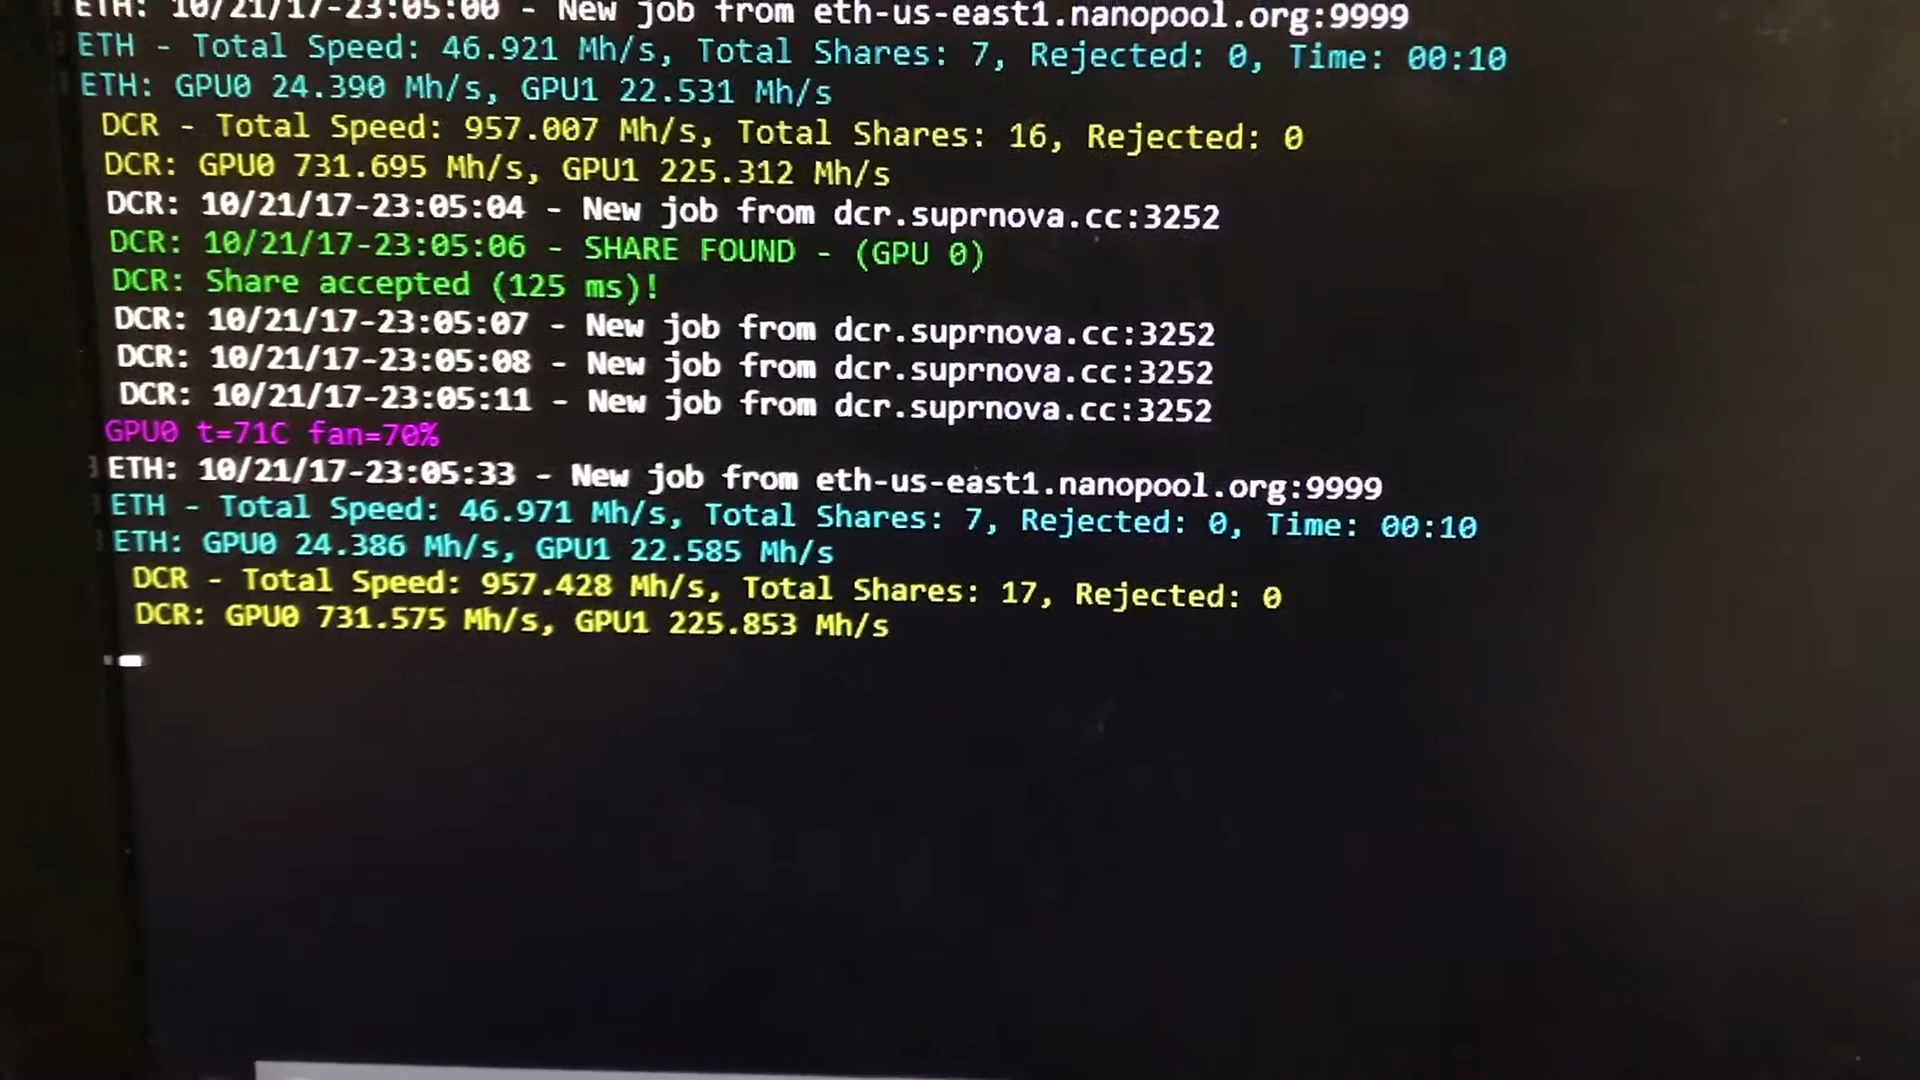 ETH: 10/21/17-23:05:00 - New job from eth-us-east1.nanopool.org:9999
ETH - Total Speed: 46.921 Mh/s, Total Shares: 7, Rejected: 0, Time: 00:10
ETH: GPU0 24.390 Mh/s, GPU1 22.531 Mh/s
DCR - Total Speed: 957.007 Mh/s, Total Shares: 16, Rejected: 0
DCR: GPU0 731.695 Mh/s, GPU1 225.312 Mh/s
DCR: 10/21/17-23:05:04 - New job from dcr.suprnova.cc:3252
DCR: 10/21/17-23:05:06 - SHARE FOUND - (GPU 0)
DCR: Share accepted (125 ms)!
DCR: 10/21/17-23:05:07 - New job from dcr.suprnova.cc:3252
DCR: 10/21/17-23:05:08 - New job from dcr.suprnova.cc:3252
DCR: 10/21/17-23:05:11 - New job from dcr.suprnova.cc:3252
GPU0 t=71C fan=70%
ETH: 10/21/17-23:05:33 - New job from eth-us-east1.nanopool.org:9999
ETH - Total Speed: 46.971 Mh/s, Total Shares: 7, Rejected: 0, Time: 00:10
ETH: GPU0 24.386 Mh/s, GPU1 22.585 Mh/s
DCR - Total Speed: 957.428 Mh/s, Total Shares: 17, Rejected: 0
DCR: GPU0 731.575 Mh/s, GPU1 225.853 Mh/s